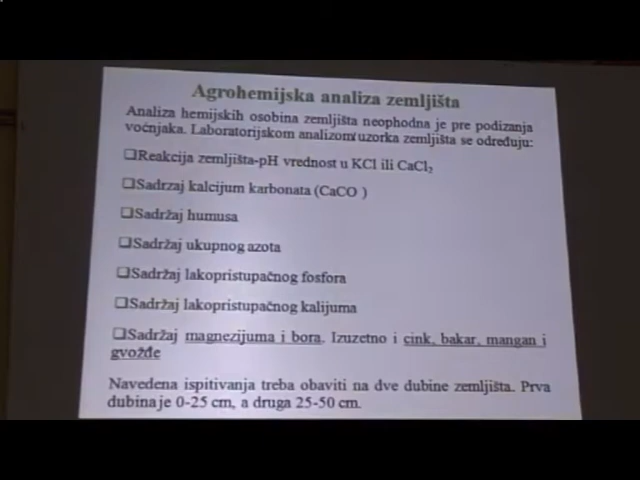 Agrohemijska analiza zemljišta
Analiza hemijskih osobina zemljišta neophodna je pre podizanja
voćnjaka. Laboratorijskom analizom uzorka zemljišta se određuju:
❑Reakcija zemljišta-pH vrednost u KCl ili CaCl₂
❑Sadrzaj kalcijum karbonata (CaCO )
❑Sadržaj humusa
❑Sadržaj ukupnog azota
❑Sadržaj lakopristupačnog fosfora
❑Sadržaj lakopristupačnog kalijuma
❑Sadržaj magnezijuma i bora. Izuzetno i cink, bakar, mangan i
gvožđe
Navedena ispitivanja treba obaviti na dve dubine zemljišta. Prva
dubina je 0-25 cm, a druga 25-50 cm.